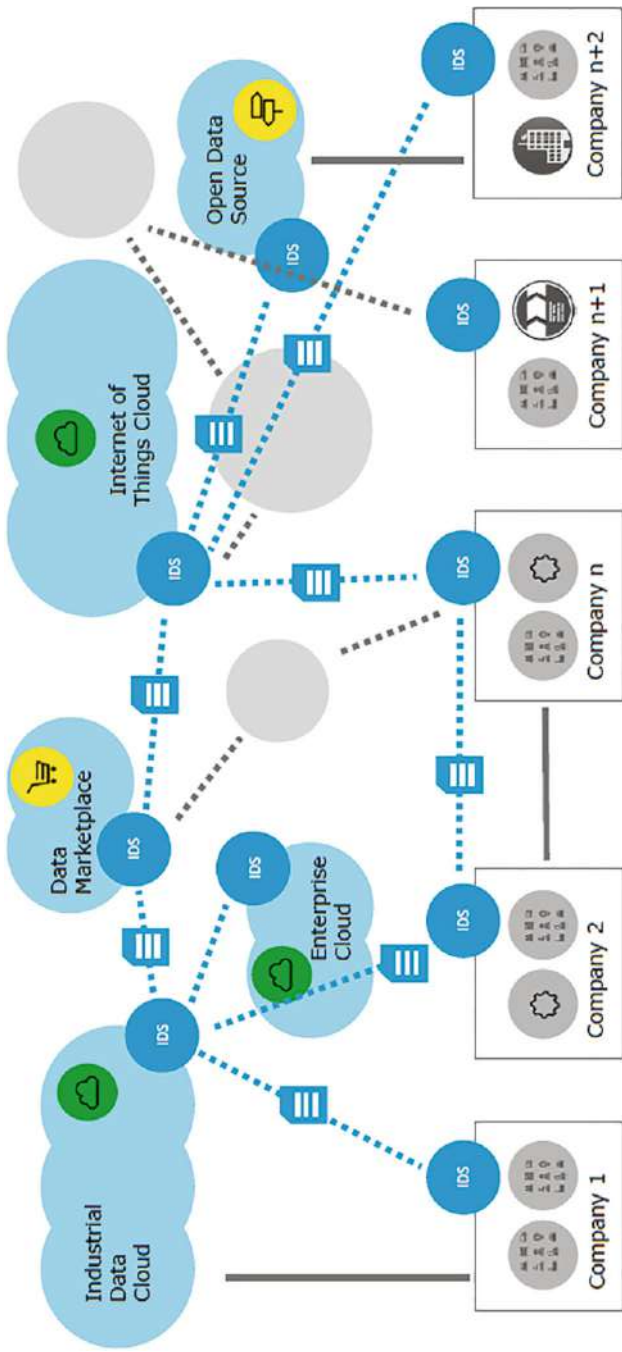 Industrial
Data
Cloud
IDS
Data
Marketplace
IDS
Internet of
Things Cloud
IDS
Open Data
Source
IDS
IDS
Enterprise
Cloud
IDS
IDS
IDS
IDS
IDS
Company 1
Company 2
Company n
Company n+1
Company n+2